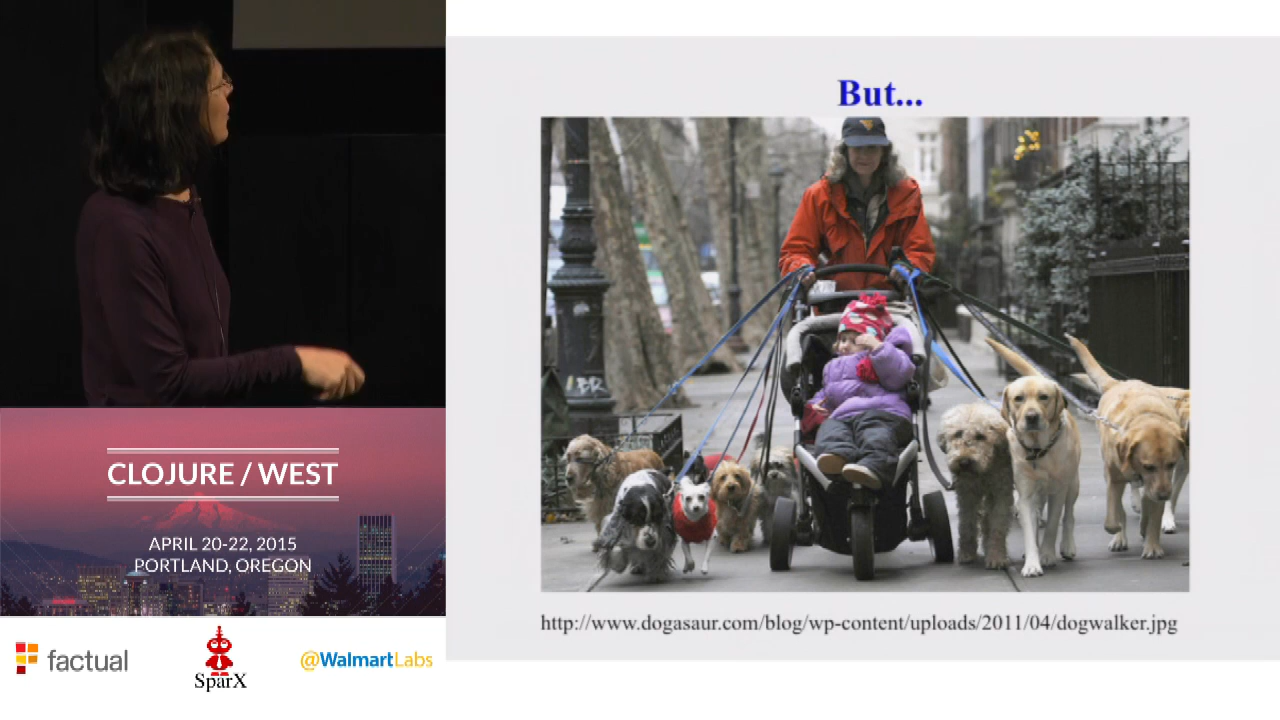 But...
http://www.dogasaur.com/blog/wp-content/uploads/2011/04/dogwalker.jpg
CLOJURE / WEST
APRIL 20-22, 2015
PORTLAND, OREGON
factual
SparX
@WalmartLabs